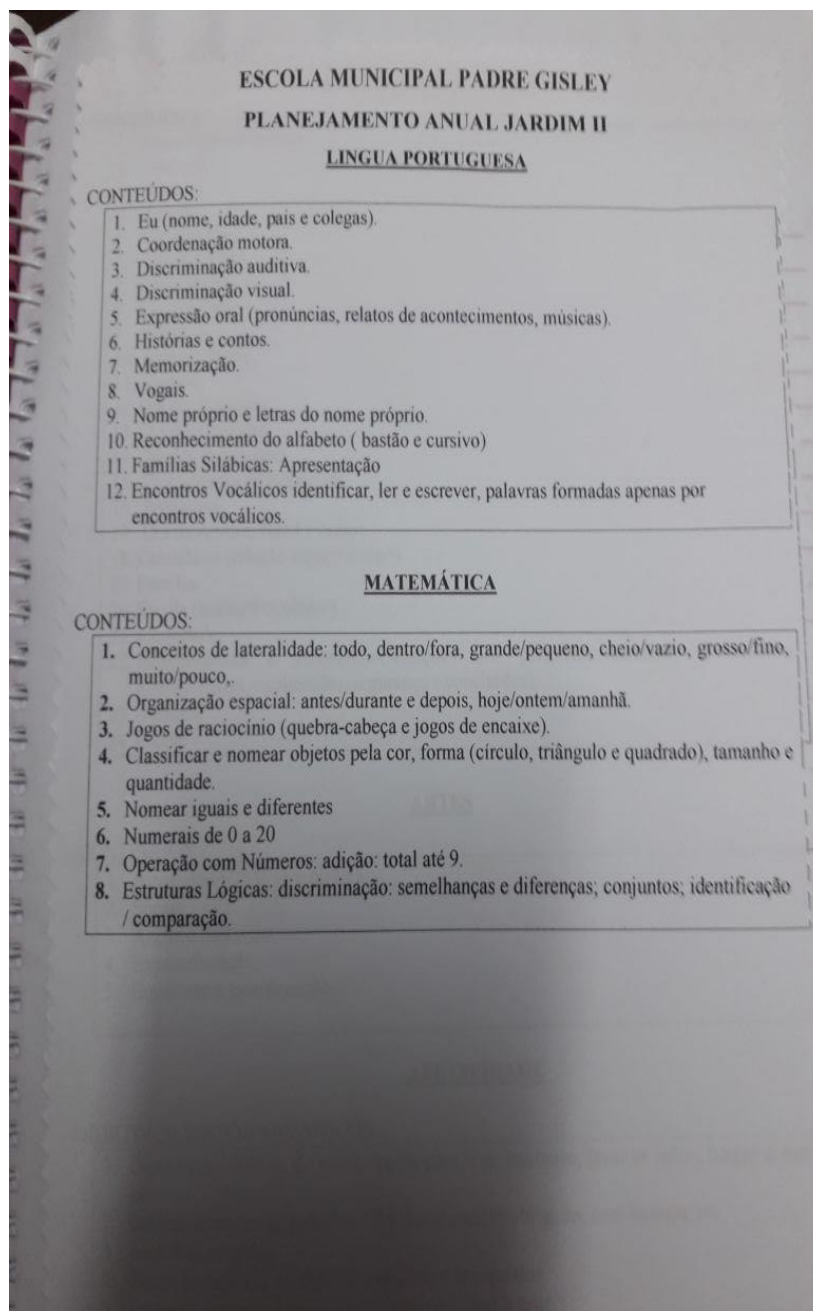 ESCOLA MUNICIPAL PADRE GISLEY
PLANEJAMENTO ANUAL JARDIM II
LINGUA PORTUGUESA
CONTEÚDOS:
1. Eu (nome, idade, pais e colegas).
2. Coordenação motora.
3. Discriminação auditiva.
4. Discriminação visual.
5. Expressão oral (pronúncias, relatos de acontecimentos, músicas).
6. Histórias e contos.
7. Memorização.
8. Vogais.
9. Nome próprio e letras do nome próprio.
10. Reconhecimento do alfabeto ( bastão e cursivo)
11. Famílias Silábicas: Apresentação
12. Encontros Vocálicos identificar, ler e escrever, palavras formadas apenas por
encontros vocálicos.
MATEMÁTICA
CONTEÚDOS:
1. Conceitos de lateralidade: todo, dentro/fora, grande/pequeno, cheio/vazio, grosso/fino,
muito/pouco,.
2. Organização espacial: antes/durante e depois, hoje/ontem/amanhã.
3. Jogos de raciocínio (quebra-cabeça e jogos de encaixe).
4. Classificar e nomear objetos pela cor, forma (círculo, triângulo e quadrado), tamanho e
quantidade.
5. Nomear iguais e diferentes
6. Numerais de 0 a 20
7. Operação com Números: adição: total até 9.
8. Estruturas Lógicas: discriminação: semelhanças e diferenças; conjuntos; identificação
/ comparação.